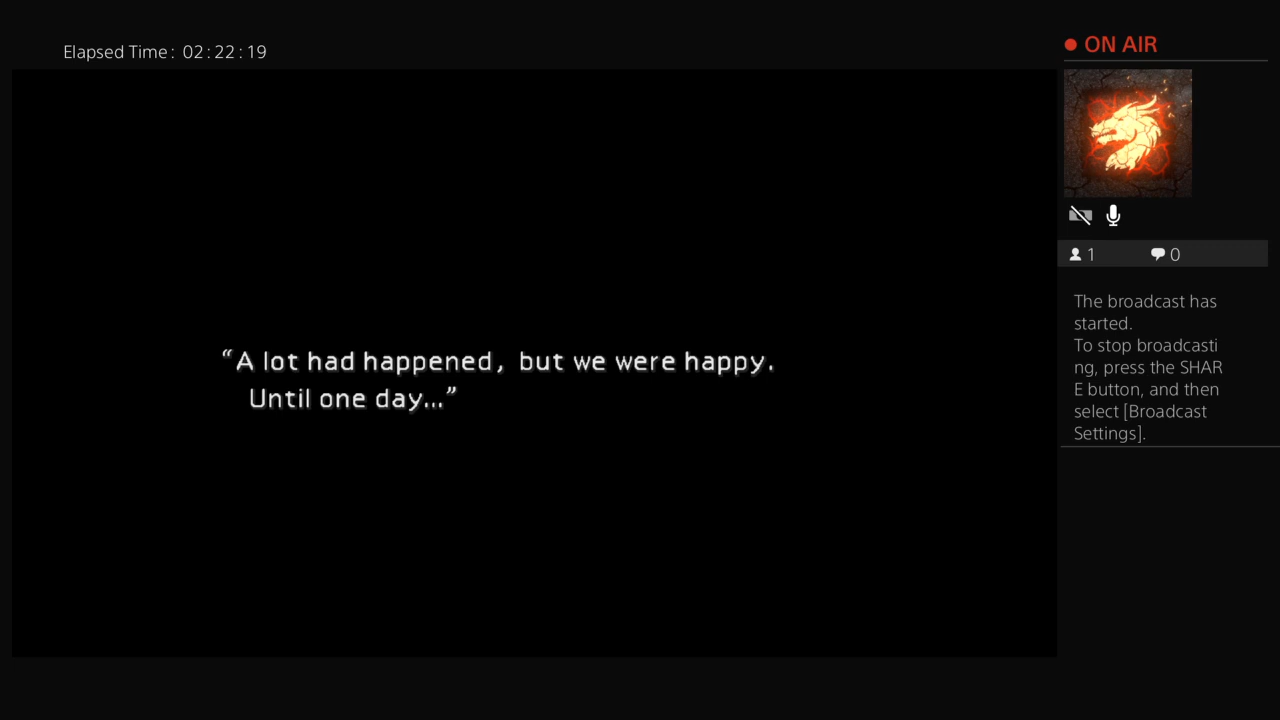 Elapsed Time: 02:22:19
ON AIR
1 0
The broadcast has
started.
To stop broadcasti
ng, press the SHAR
E button, and then
select [Broadcast
Settings].
“A lot had happened, but we were happy.
Until one day...”